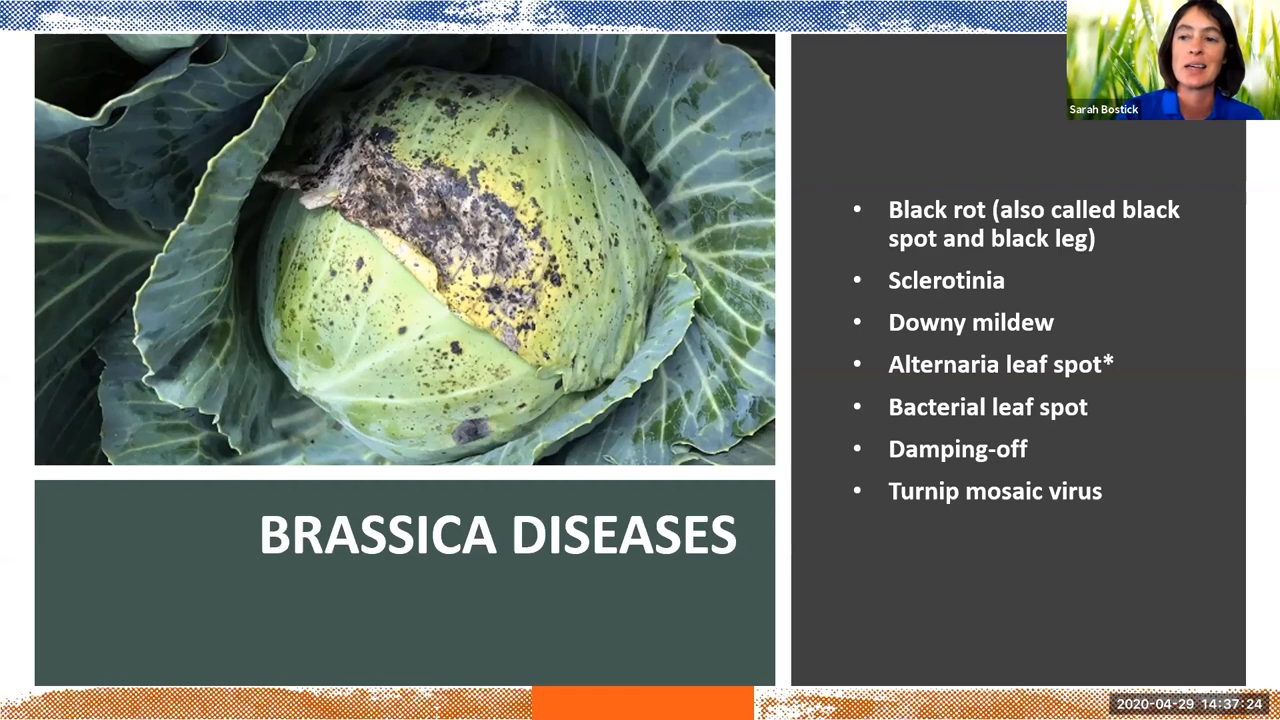 Sarah Bostick
• Black rot (also called black
spot and black leg)
• Sclerotinia
• Downy mildew
• Alternaria leaf spot*
• Bacterial leaf spot
• Damping-off
• Turnip mosaic virus
BRASSICA DISEASES
2020-04-29 14:37:24